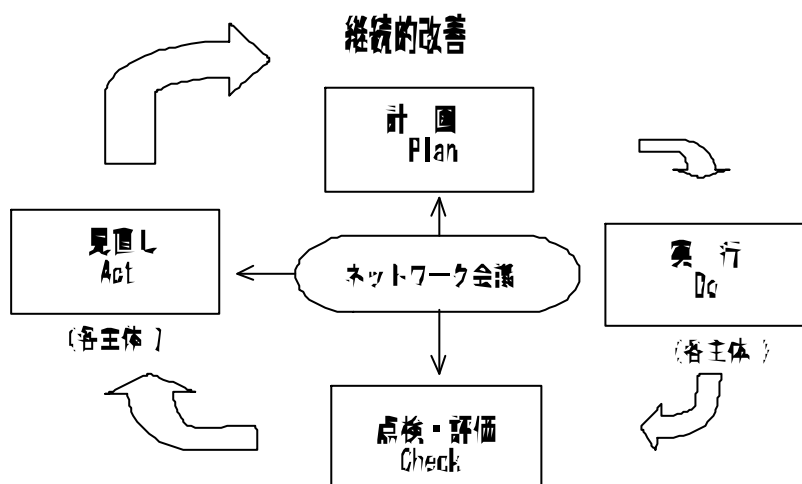 継続的改善
計　画
Plan
見直し
Act
ネットワーク会議
実　行
Do
(各主体)
(各主体)
点検・評価
Check